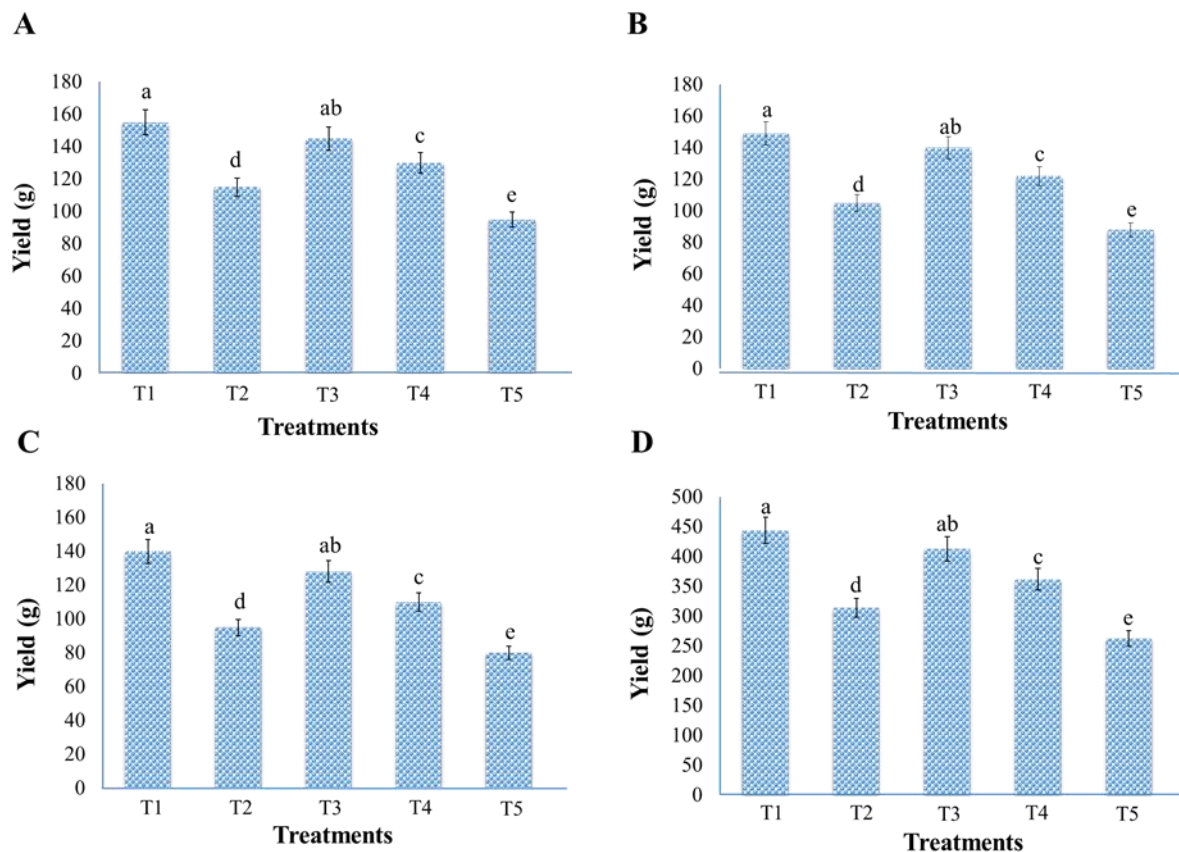 A
Yield (g)
180
160
140
120
100
80
60
40
20
0
a
d
ab
c
e
T1 T2 T3 T4 T5
Treatments
B
Yield (g)
180
160
140
120
100
80
60
40
20
0
a
d
ab
c
e
T1 T2 T3 T4 T5
Treatments
C
Yield (g)
180
160
140
120
100
80
60
40
20
0
a
d
ab
c
e
T1 T2 T3 T4 T5
Treatments
D
Yield (g)
500
450
400
350
300
250
200
150
100
50
0
a
d
ab
c
e
T1 T2 T3 T4 T5
Treatments